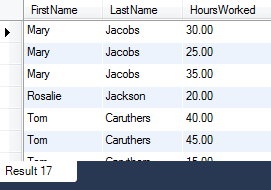 FirstName LastName HoursWorked
Mary Jacobs 30.00
Mary Jacobs 25.00
Mary Jacobs 35.00
Rosalie Jackson 20.00
Tom Caruthers 40.00
Tom Caruthers 45.00
Tom Caruthers 15.00
Result 17